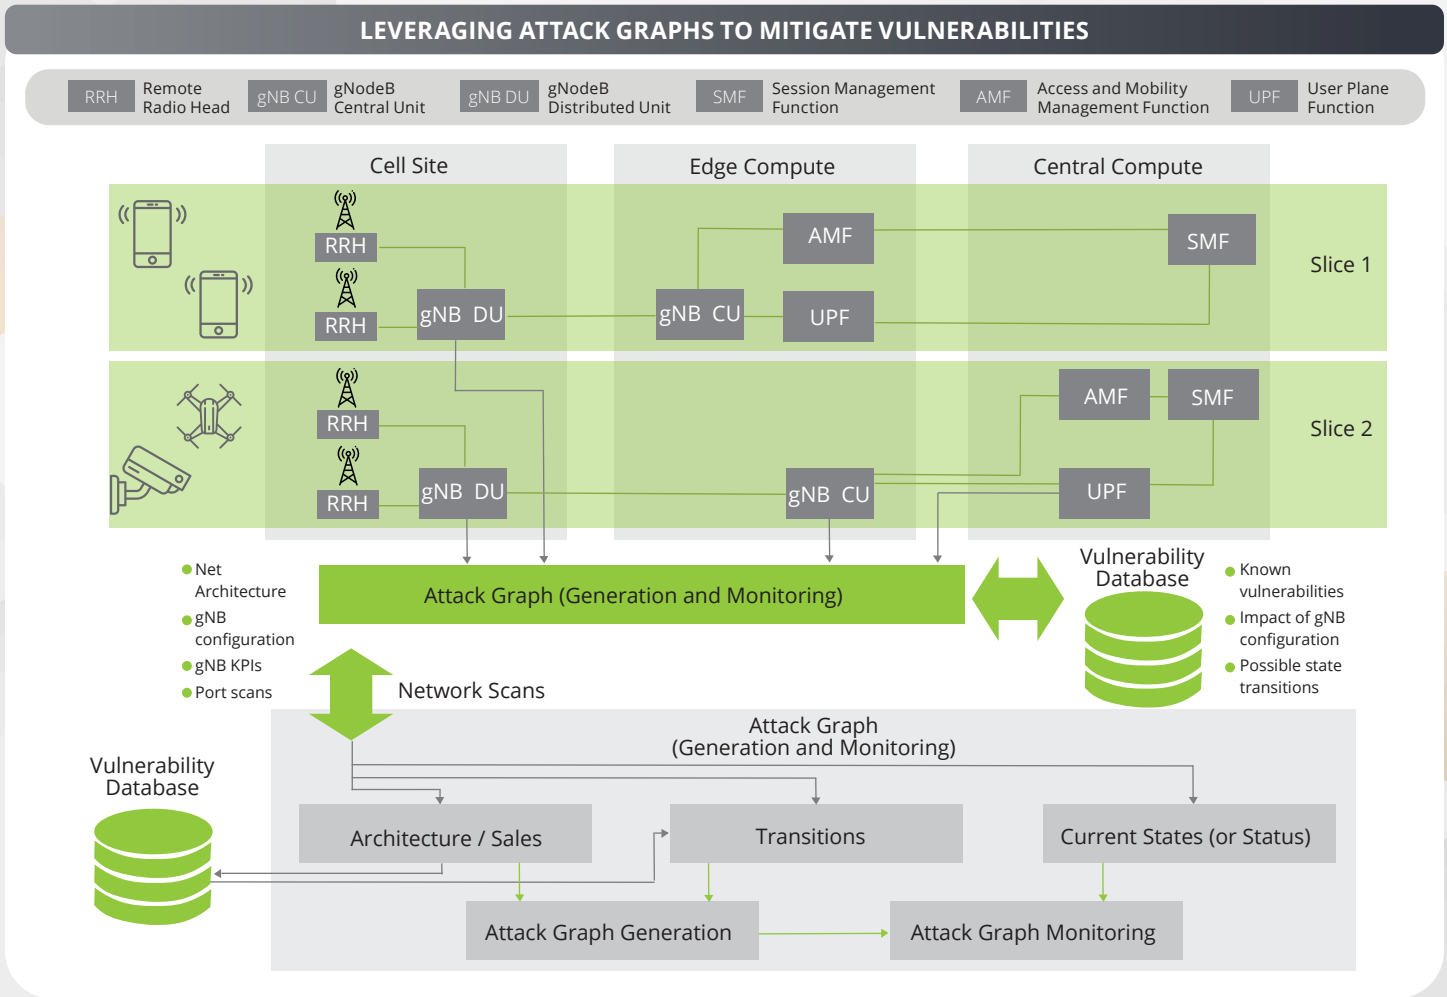 LEVERAGING ATTACK GRAPHS TO MITIGATE VULNERABILITIES
RRH
Remote
Radio Head
gNB CU
gNodeB
Central Unit
gNB DU
gNodeB
Distributed Unit
SMF
Session Management
Function
AMF
Access and Mobility
Management Function
UPF
User Plane
Function
Cell Site
Edge Compute
Central Compute
RRH
RRH
gNB DU
gNB CU
AMF
UPF
SMF
Slice 1
RRH
RRH
gNB DU
gNB CU
AMF
SMF
UPF
Slice 2
Net
Architecture
gNB
configuration
gNB KPIs
Port scans
Attack Graph (Generation and Monitoring)
Vulnerability
Database
Known
vulnerabilities
Impact of gNB
configuration
Possible state
transitions
Network Scans
Attack Graph
(Generation and Monitoring)
Vulnerability
Database
Architecture / Sales
Transitions
Current States (or Status)
Attack Graph Generation
Attack Graph Monitoring